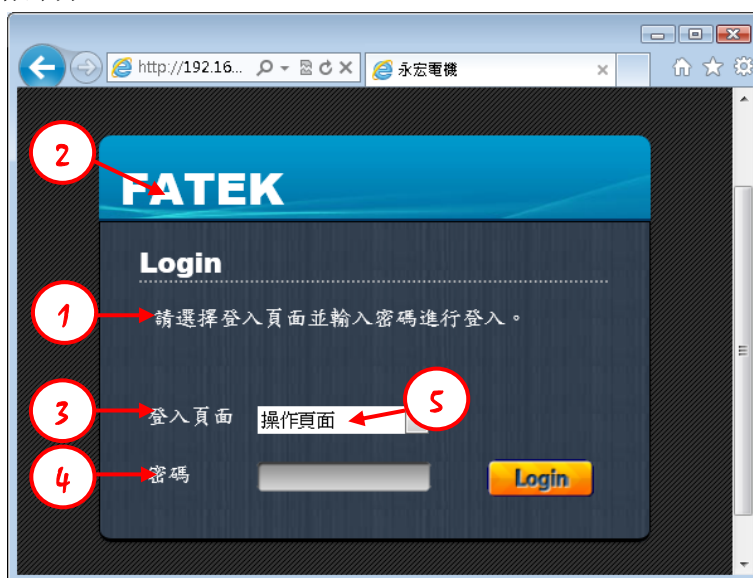 http://192.16...
永宏電機
2
FATEK
Login
1
請選擇登入頁面並輸入密碼進行登入。
5
3
登入頁面
操作頁面
4
密碼
Login